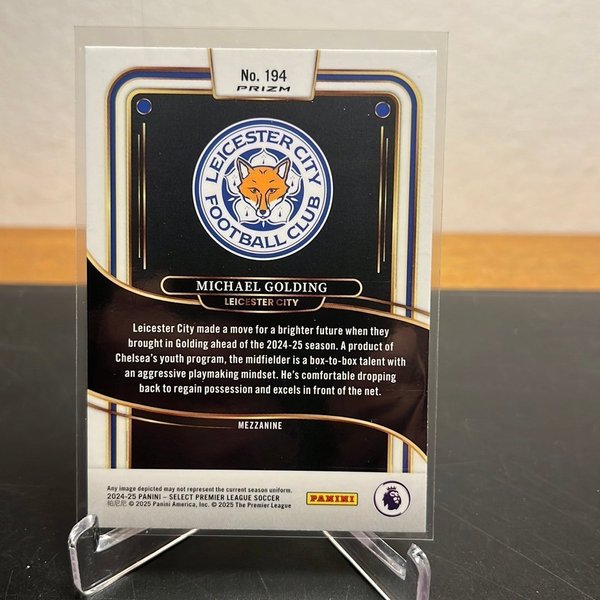 No. 194
PRIZM
LEICESTER CITY
FOOTBALL CLUB
MICHAEL GOLDING
LEICESTER CITY
Leicester City made a move for a brighter future when they
brought in Golding ahead of the 2024-25 season. A product of
Chelsea's youth program, the midfielder is a box-to-box talent with
an aggressive playmaking mindset. He's comfortable dropping
back to regain possession and excels in front of the net.
MEZZANINE
Any image depicted may not represent the current season uniform.
2024-25 PANINI – SELECT PREMIER LEAGUE SOCCER
帕尼尼 © 2025 Panini America, Inc. © 2025 The Premier League
PANINI